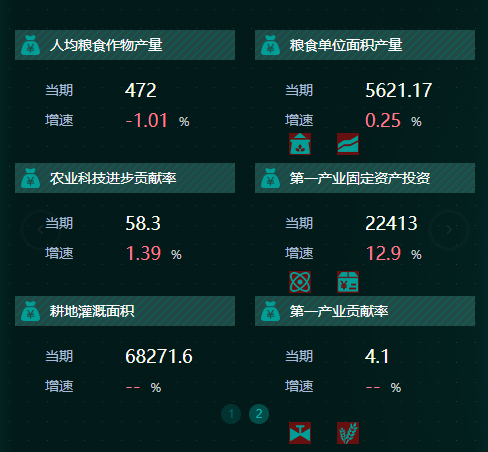 人均粮食作物产量
粮食单位面积产量
当期 472
当期 5621.17
增速 -1.01 %
增速 0.25 %
农业科技进步贡献率
第一产业固定资产投资
当期 58.3
当期 22413
增速 1.39 %
增速 12.9 %
耕地灌溉面积
第一产业贡献率
当期 68271.6
当期 4.1
增速 -- %
增速 -- %
1 2